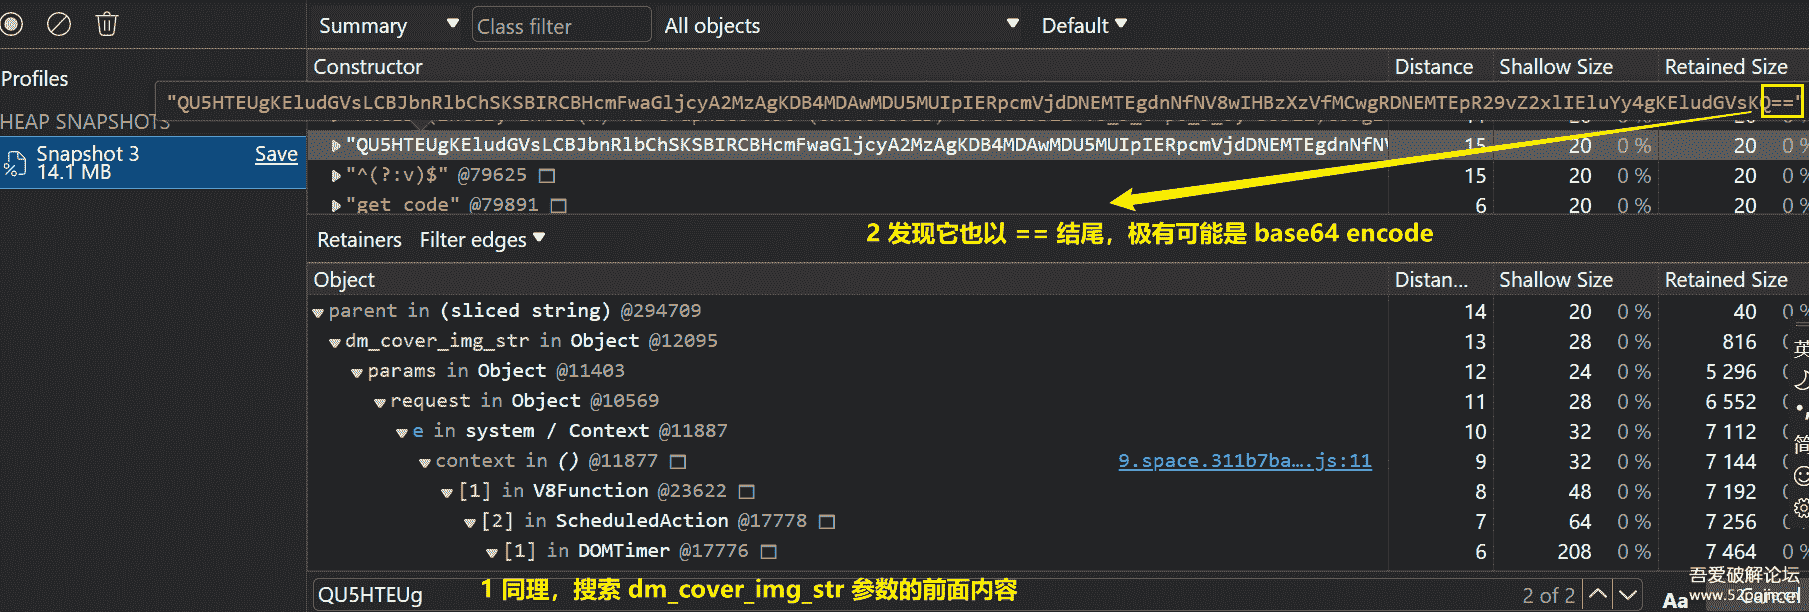 Summary Class filter All objects Default
Profiles Constructor Distance Shallow Size Retained Size
"QU5HTEUgKEludGVsLCBJbnRlbChSKSBIRCBHcmFwaGljcyA2MzAgKDB4MDAwMDU5MUIpIERpcmVjdDNEMTEgdnNfNV8wIHBzXzVfMCwgRDNEMTEpR29vZ2xlIEluYy4gKEludGVsKQ=="
HEAP SNAPSHOTS
Snapshot 3 Save
14.1 MB
"QU5HTEUgKEludGVsLCBJbnRlbChSKSBIRCBHcmFwaGljcyA2MzAgKDB4MDAwMDU5MUIpIERpcmVjdDNEMTEgdnNfNV 15 20 0 % 20 0 %
"^(?:v)$" @79625 15 20 0 % 20 0 %
"get code" @79891 6 20 0 % 20 0 %
2 发现它也以 == 结尾，极有可能是 base64 encode
Retainers Filter edges
Object Distan... Shallow Size Retained Size
parent in (sliced string) @294709 14 20 0 % 40 0 %
dm_cover_img_str in Object @12095 13 28 0 % 816
params in Object @11403 12 24 0 % 5 296
request in Object @10569 11 28 0 % 6 552
e in system / Context @11887 10 32 0 % 7 112
context in () @11877 9.space.311b7ba….js:11 9 32 0 % 7 144
[1] in V8Function @23622 8 48 0 % 7 192
[2] in ScheduledAction @17778 7 64 0 % 7 256
[1] in DOMTimer @17776 6 208 0 % 7 464
英
简
QU5HTEUg 1 同理，搜索 dm_cover_img_str 参数的前面内容 2 of 2 Aa Cancel
吾爱破解论坛
www.52pojie.cn